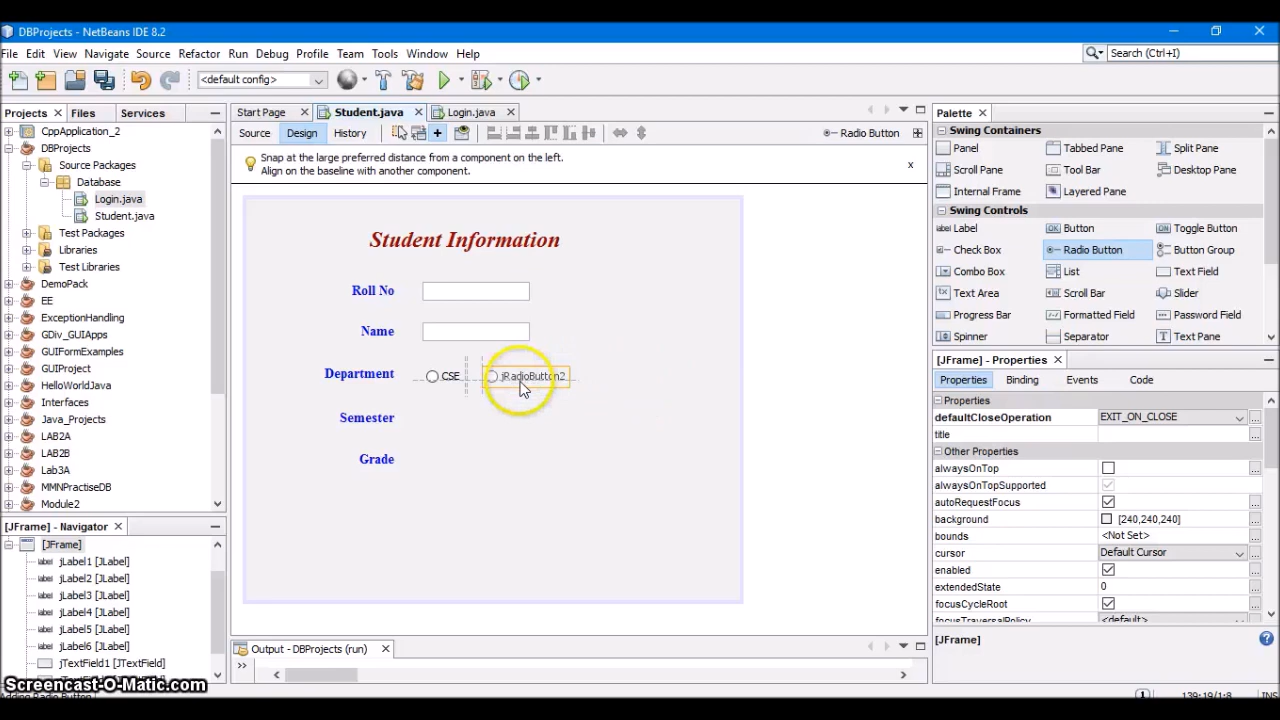 DBProjects - NetBeans IDE 8.2
File Edit View Navigate Source Refactor Run Debug Profile Team Tools Window Help
Search (Ctrl+I)
<default config>
Projects Files Services
CppApplication_2
DBProjects
Source Packages
Database
Login.java
Student.java
Test Packages
Libraries
Test Libraries
DemoPack
EE
ExceptionHandling
GDiv_GUIApps
GUIFormExamples
GUIProject
HelloWorldJava
Interfaces
Java_Projects
LAB2A
LAB2B
Lab3A
MMNPractiseDB
Module2
[JFrame] - Navigator
[JFrame]
jLabel1 [JLabel]
jLabel2 [JLabel]
jLabel3 [JLabel]
jLabel4 [JLabel]
jLabel5 [JLabel]
jLabel6 [JLabel]
jTextField1 [JTextField]
Screencast-O-Matic.com
Start Page Student.java Login.java
Source Design History
Radio Button
Snap at the large preferred distance from a component on the left.
Align on the baseline with another component.
Student Information
Roll No
Name
Department CSE jRadioButton2
Semester
Grade
Output - DBProjects (run)
Palette
Swing Containers
Panel Tabbed Pane Split Pane
Scroll Pane Tool Bar Desktop Pane
Internal Frame Layered Pane
Swing Controls
label Label OK Button ON Toggle Button
Check Box Radio Button Button Group
Combo Box List Text Field
Text Area Scroll Bar Slider
Progress Bar Formatted Field Password Field
Spinner Separator Text Pane
[JFrame] - Properties
Properties Binding Events Code
Properties
defaultCloseOperation EXIT_ON_CLOSE
title
Other Properties
alwaysOnTop
alwaysOnTopSupported
autoRequestFocus
background [240,240,240]
bounds <Not Set>
cursor Default Cursor
enabled
extendedState 0
focusCycleRoot
focusTraversalPolicy <default>
[JFrame]
139:19/1:8 INS